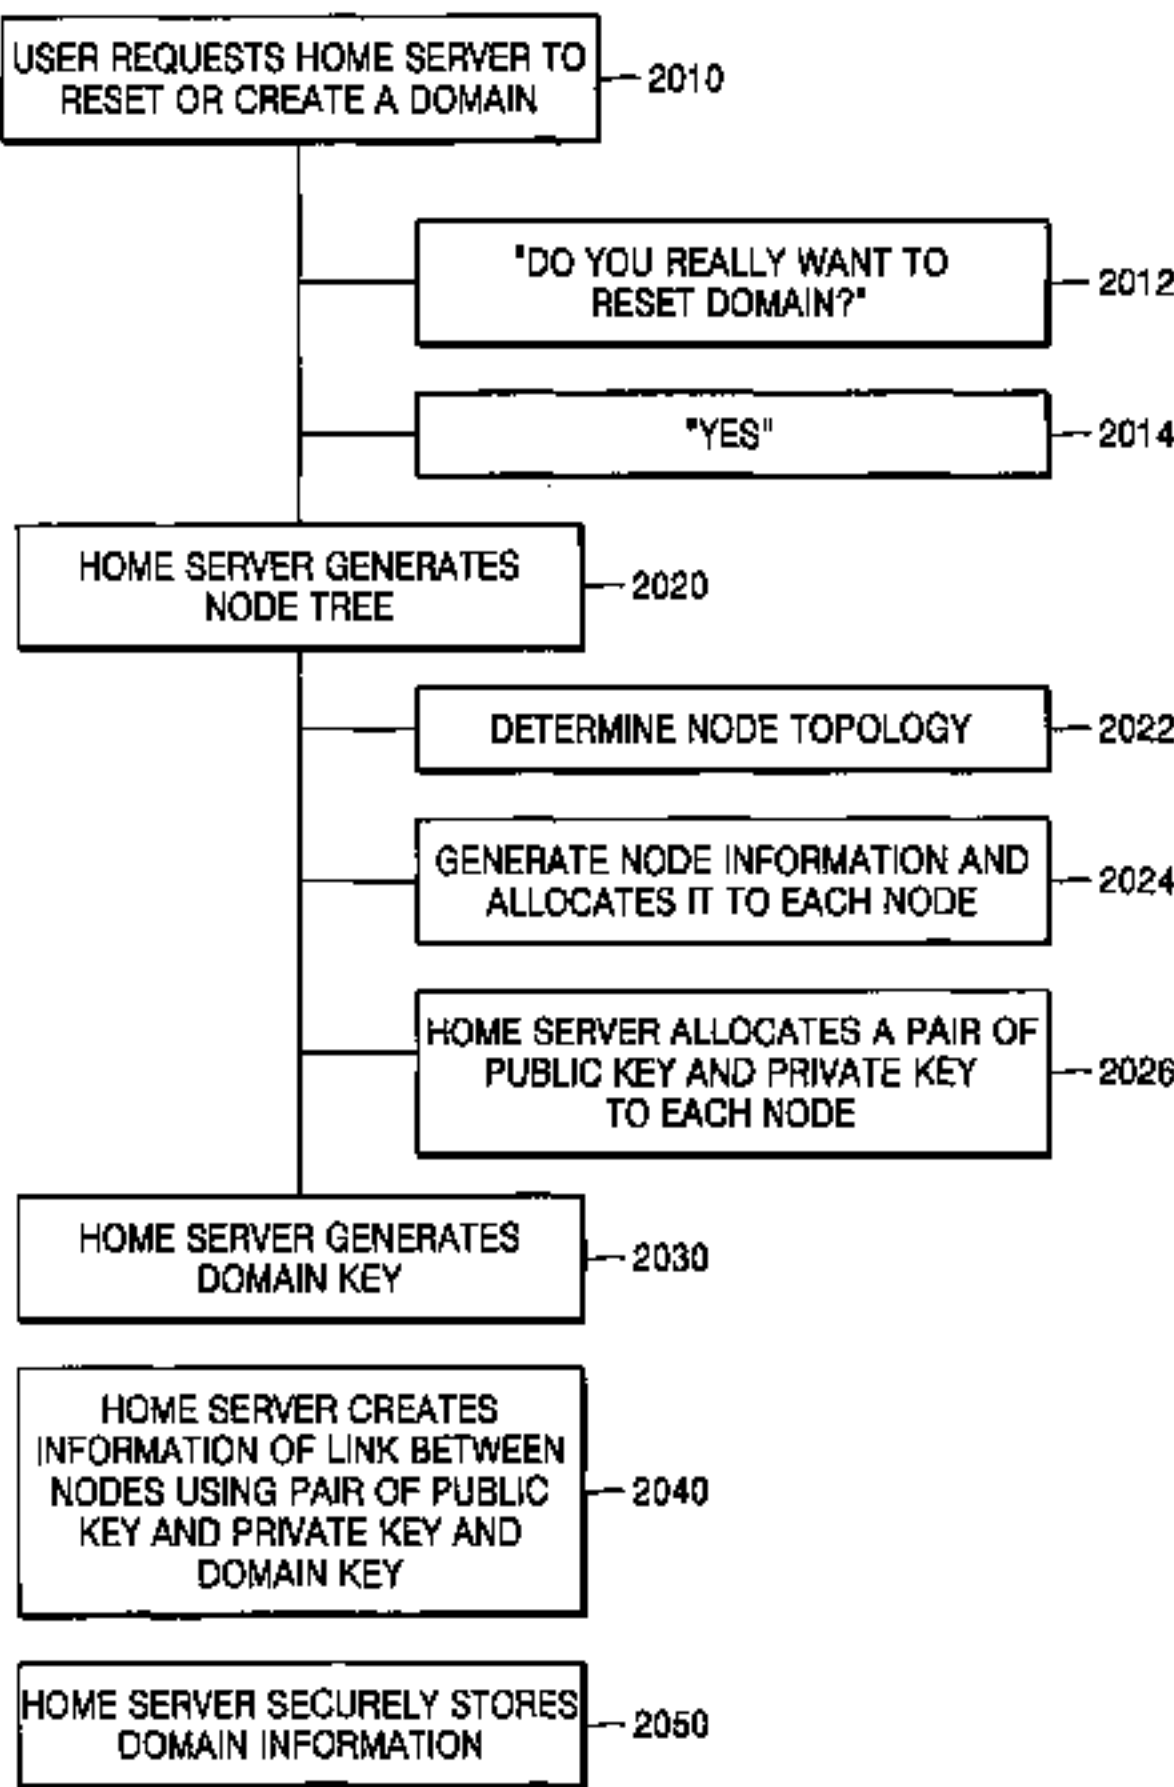 USER REQUESTS HOME SERVER TO
RESET OR CREATE A DOMAIN
2010
"DO YOU REALLY WANT TO
RESET DOMAIN?"
2012
"YES"
2014
HOME SERVER GENERATES
NODE TREE
2020
DETERMINE NODE TOPOLOGY
2022
GENERATE NODE INFORMATION AND
ALLOCATES IT TO EACH NODE
2024
HOME SERVER ALLOCATES A PAIR OF
PUBLIC KEY AND PRIVATE KEY
TO EACH NODE
2026
HOME SERVER GENERATES
DOMAIN KEY
2030
HOME SERVER CREATES
INFORMATION OF LINK BETWEEN
NODES USING PAIR OF PUBLIC
KEY AND PRIVATE KEY AND
DOMAIN KEY
2040
HOME SERVER SECURELY STORES
DOMAIN INFORMATION
2050